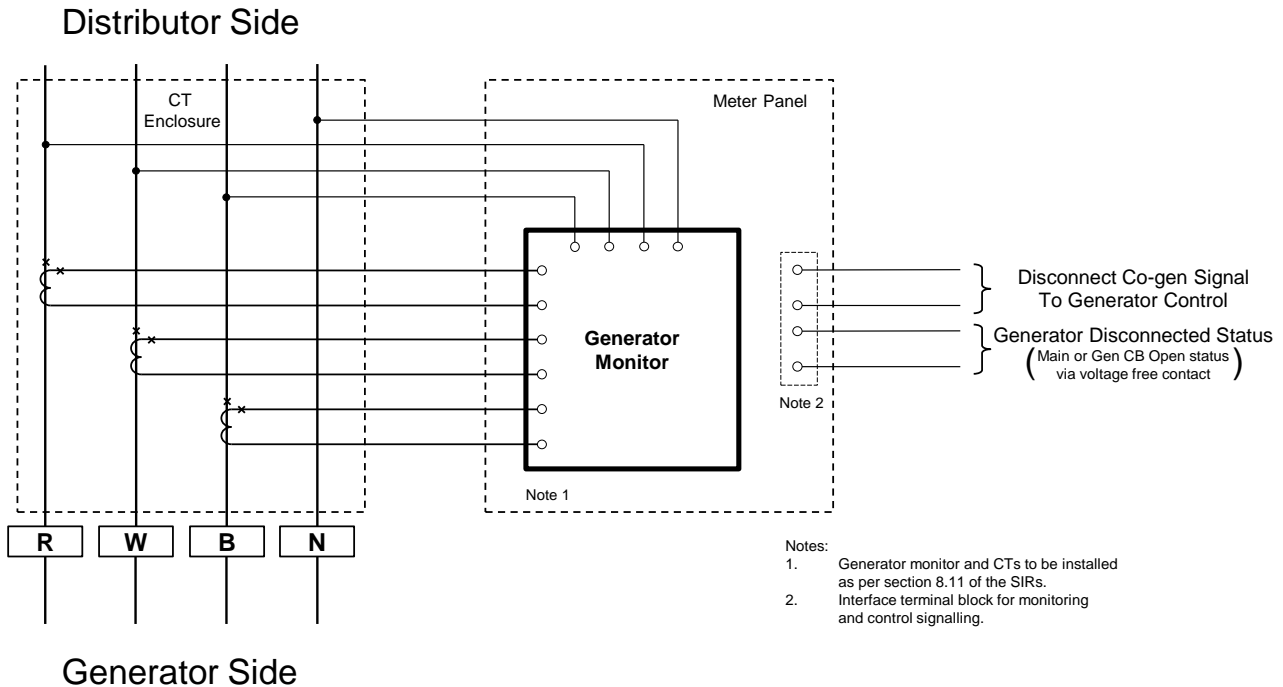 Distributor Side
CT
Enclosure
Meter Panel
Generator
Monitor
Disconnect Co-gen Signal
To Generator Control
Generator Disconnected Status
(Main or Gen CB Open status
via voltage free contact)
Note 2
Note 1
R
W
B
N
Notes:
1. Generator monitor and CTs to be installed
as per section 8.11 of the SIRs.
2. Interface terminal block for monitoring
and control signalling.
Generator Side